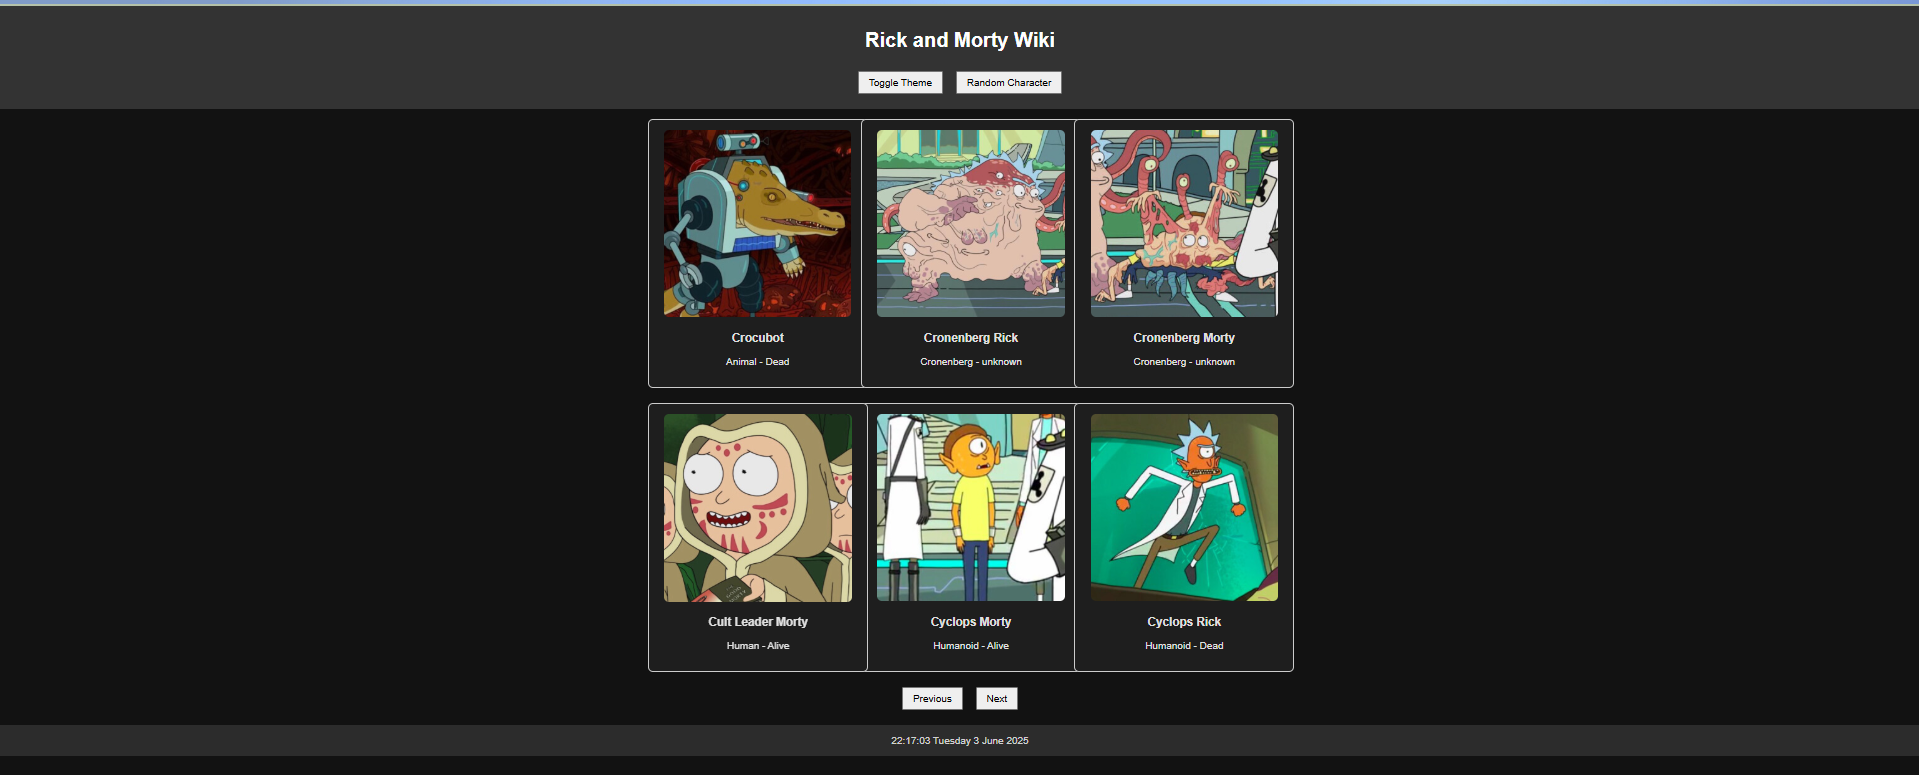 Rick and Morty Wiki
Toggle Theme Random Character
Crocubot Cronenberg Rick Cronenberg Morty
Animal - Dead Cronenberg - unknown Cronenberg - unknown
Cult Leader Morty Cyclops Morty Cyclops Rick
Human - Alive Humanoid - Alive Humanoid - Dead
Previous Next
22:17:03 Tuesday 3 June 2025